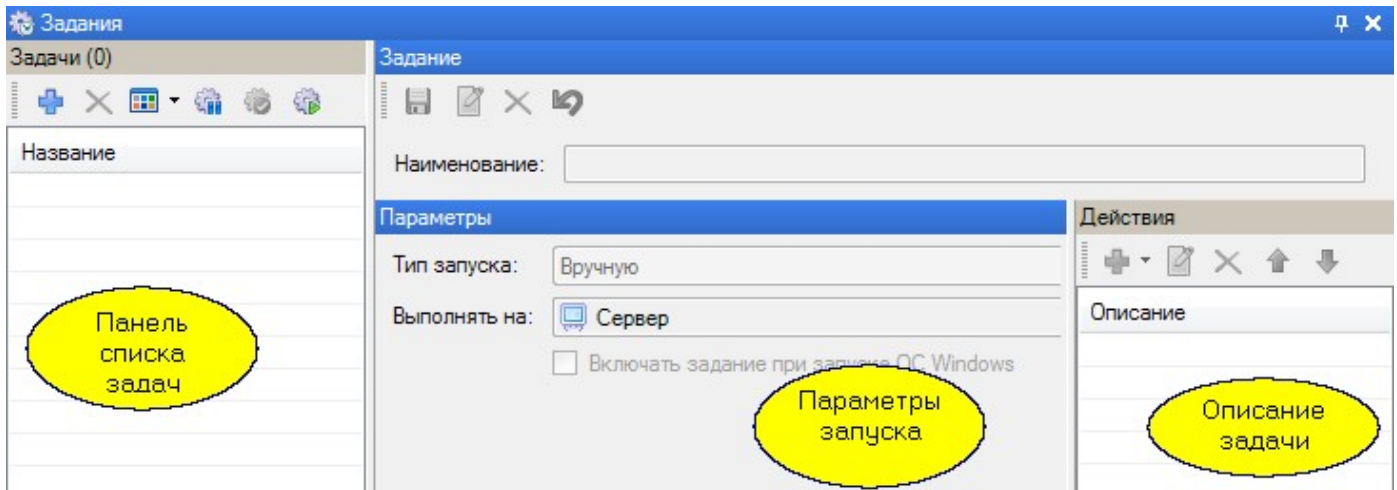 Задания
Задачи (0)
Задание
Наименование:
Название
Параметры
Действия
Тип запуска: Вручную
Выполнять на: Сервер
Описание
Включать задание при запуске ОС Windows
Панель
списка
задач
Параметры
запуска
Описание
задачи